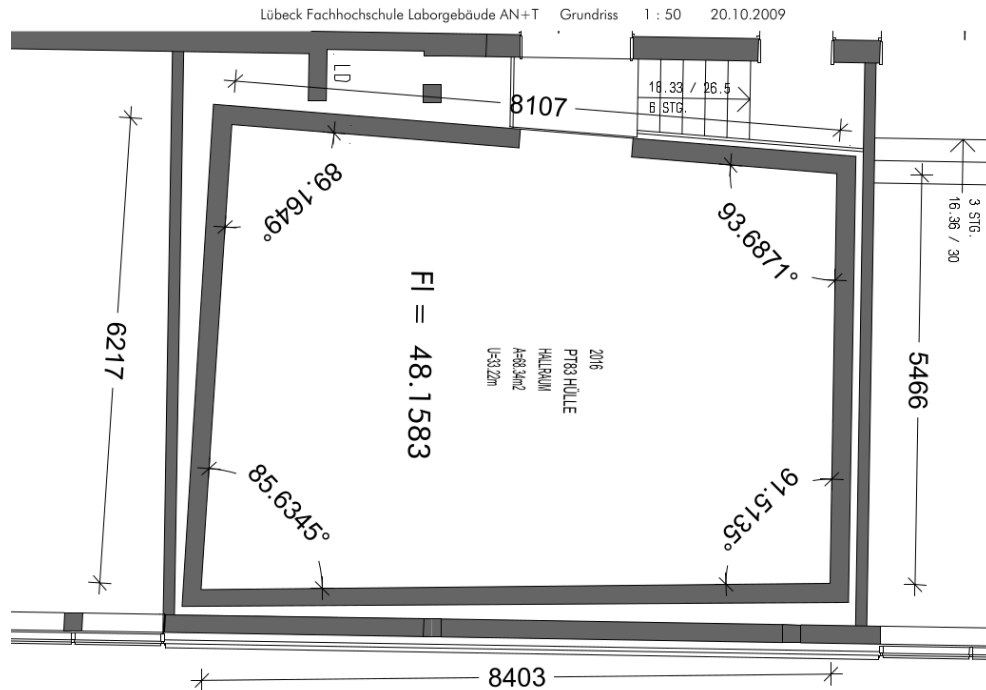 Lübeck Fachhochschule Laborgebäude AN+T Grundriss 1 : 50 20.10.2009
LD
8107
16.33 / 26.5
6 STG.
89.1649°
93.6871°
3 STG.
16.36 / 30
6217
Fl = 48.1583
2016
PT83 HÜLLE
HALLRAUM
A=68.34m2
U=33.22m
5466
85.6345°
91.5135°
8403